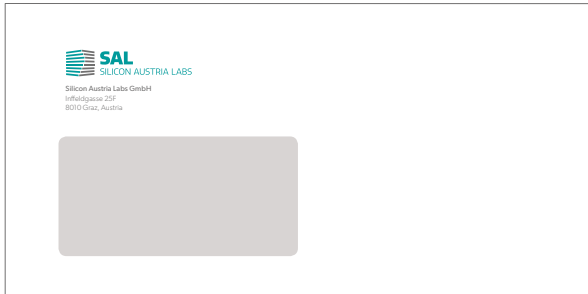 SAL
SILICON AUSTRIA LABS
Silicon Austria Labs GmbH
Inffeldgasse 25F
8010 Graz, Austria